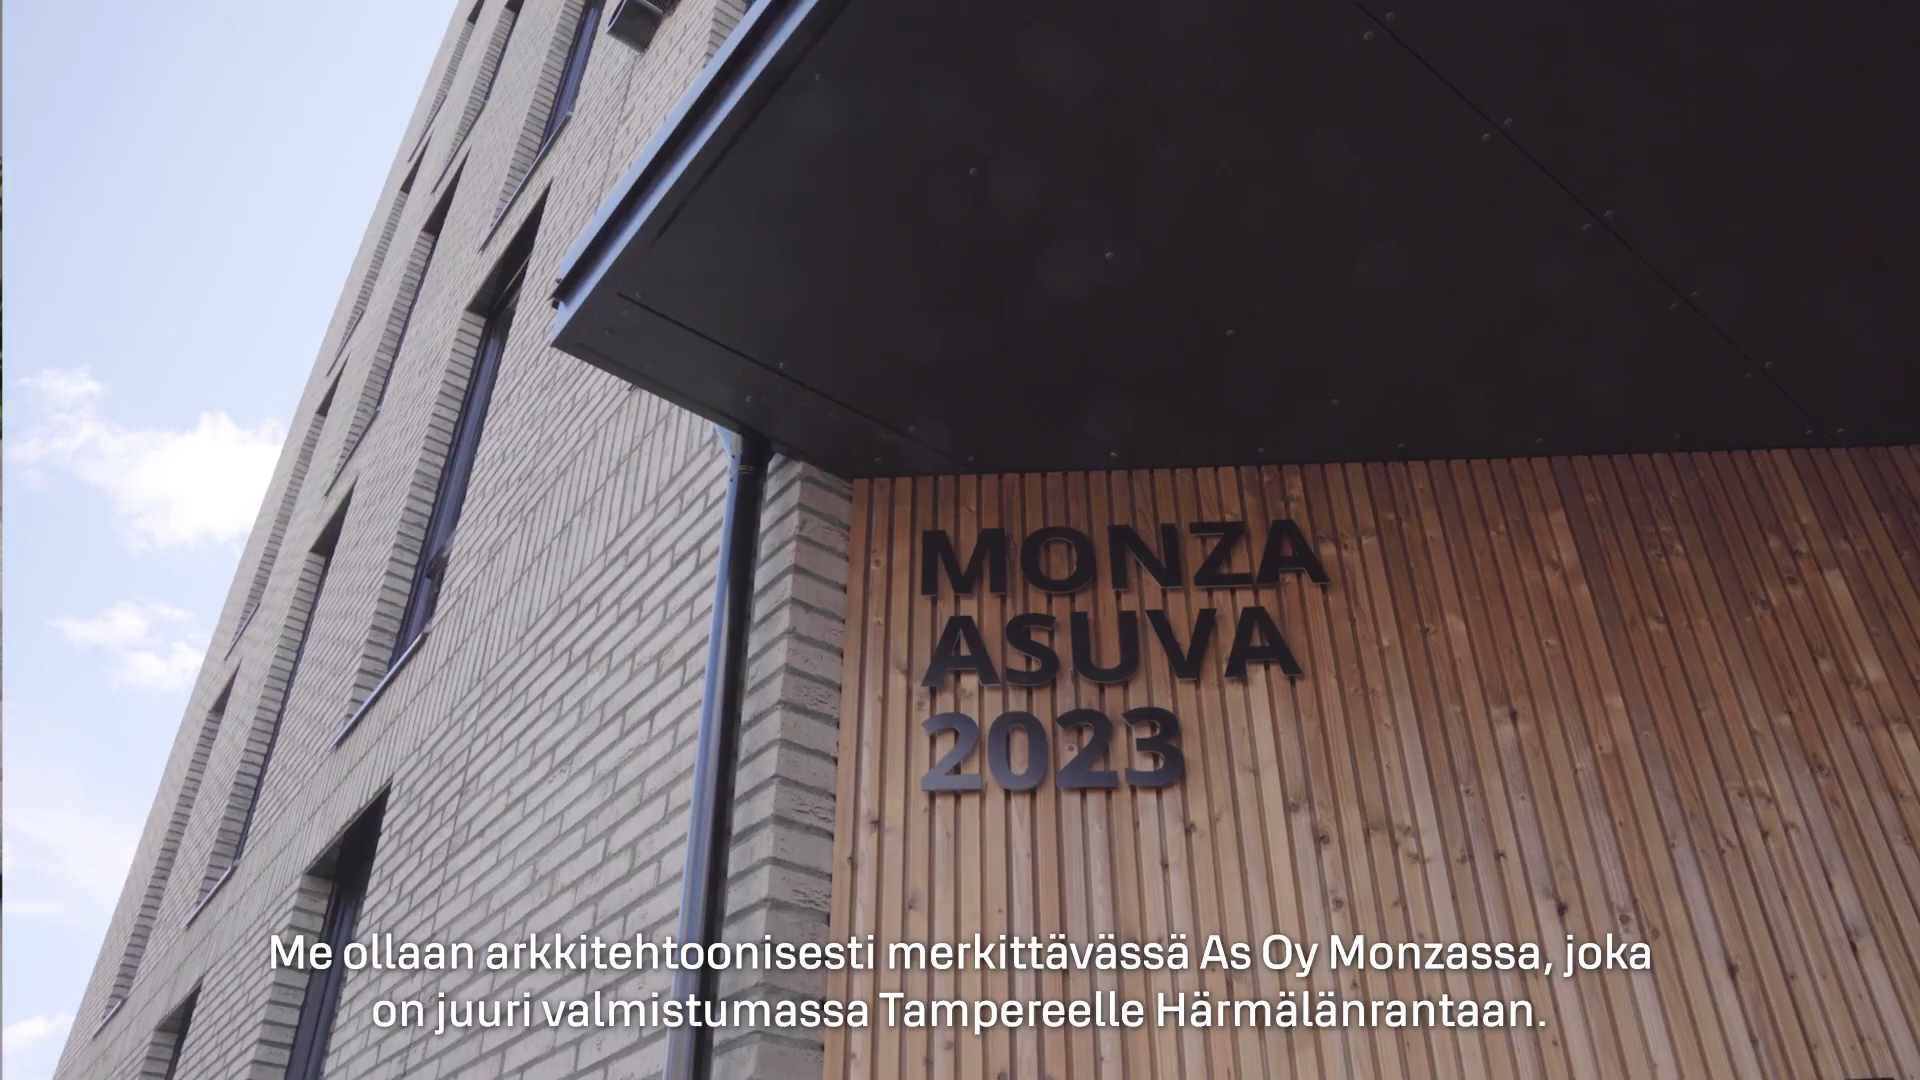 MONZA
ASUVA
2023
Me ollaan arkkitehtoonisesti merkittävässä As Oy Monzassa, joka
on juuri valmistumassa Tampereelle Härmälänrantaan.